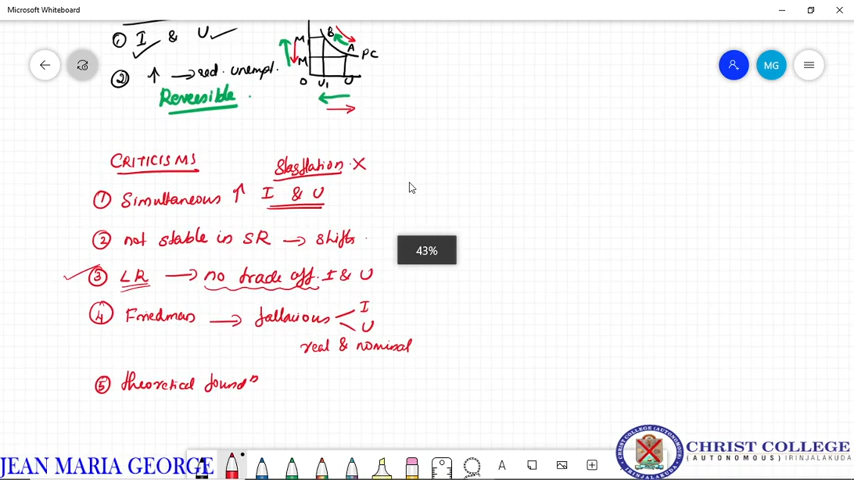 Microsoft Whiteboard
① I & U
② ↑ → red. unempt.
Reversible
M₁ B
M A PC
O U₁ U
MG
CRITICISMS
Stagflation X
① Simultaneous ↑ I & U
② not stable in SR → shifts.
③ LR → no trade off. I & U
④ Friedman → fallacious I
U
real & nominal
⑤ theoretical foundⁿ
43%
JEAN MARIA GEORGE
CHRIST COLLEGE
(AUTONOMOUS) IRINJALAKUDA